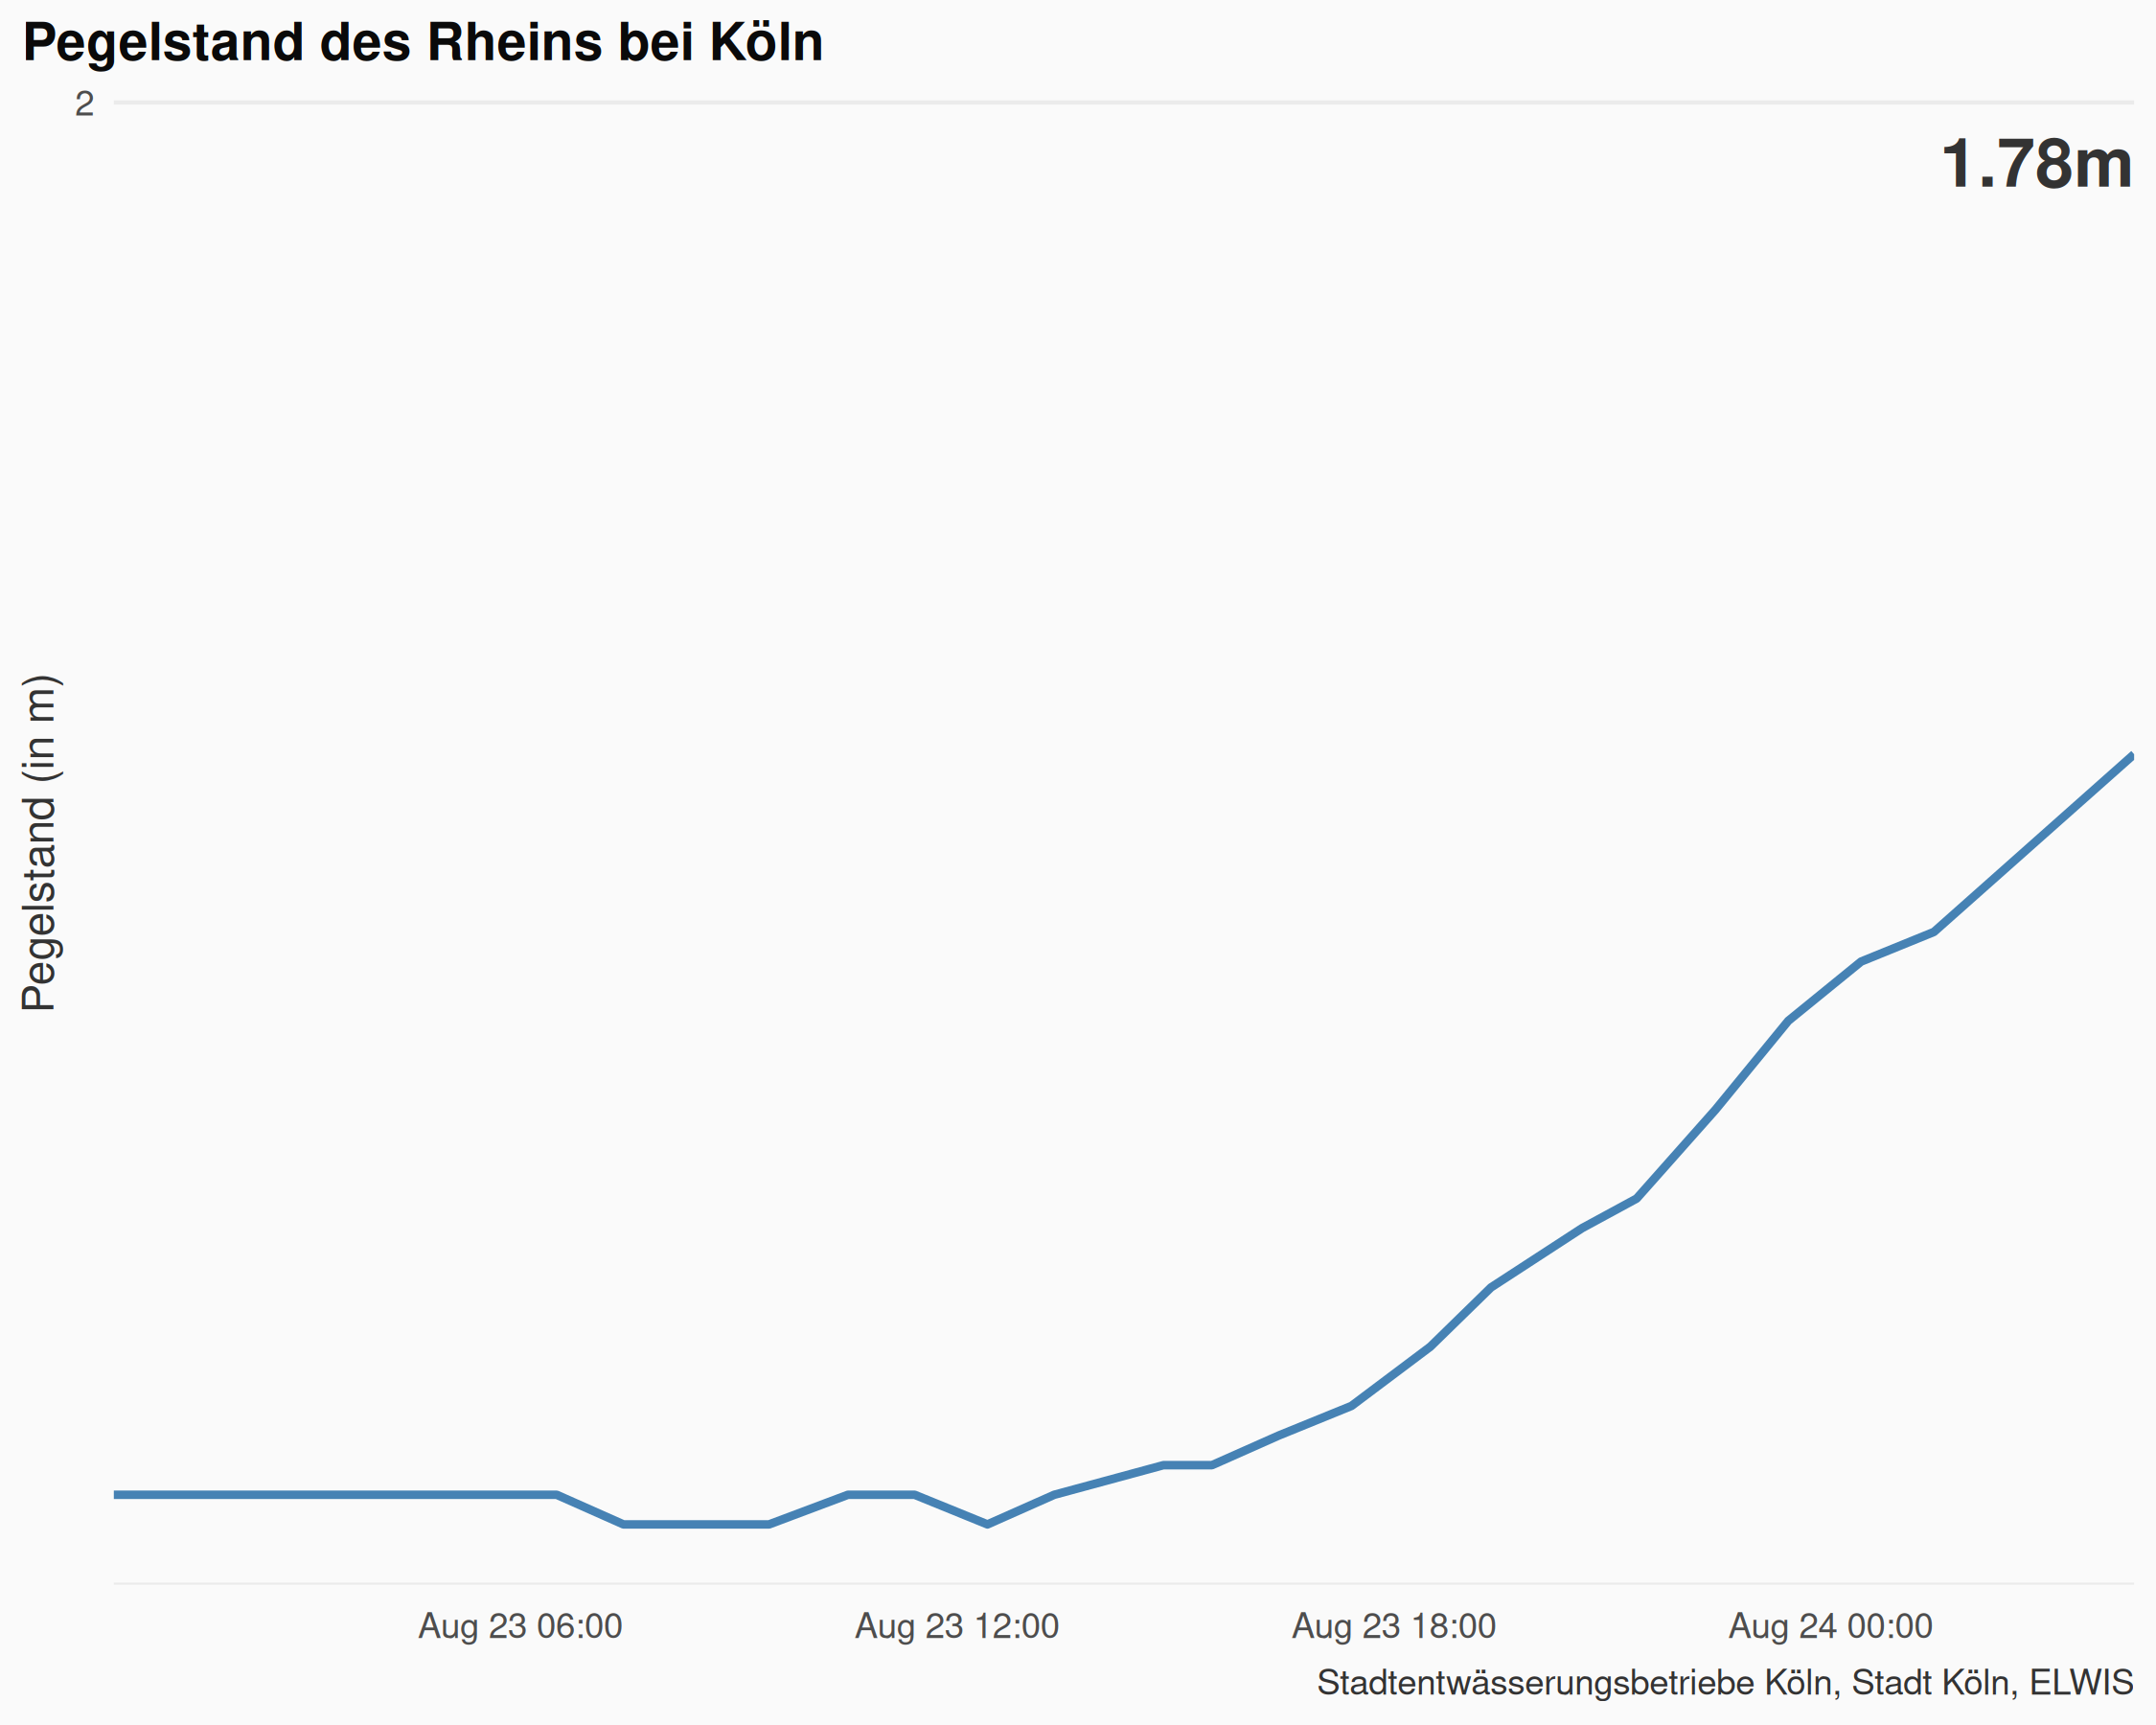 Pegelstand des Rheins bei Köln
2
1.78m
Pegelstand (in m)
Aug 23 06:00 Aug 23 12:00 Aug 23 18:00 Aug 24 00:00
Stadtentwässerungsbetriebe Köln, Stadt Köln, ELWIS